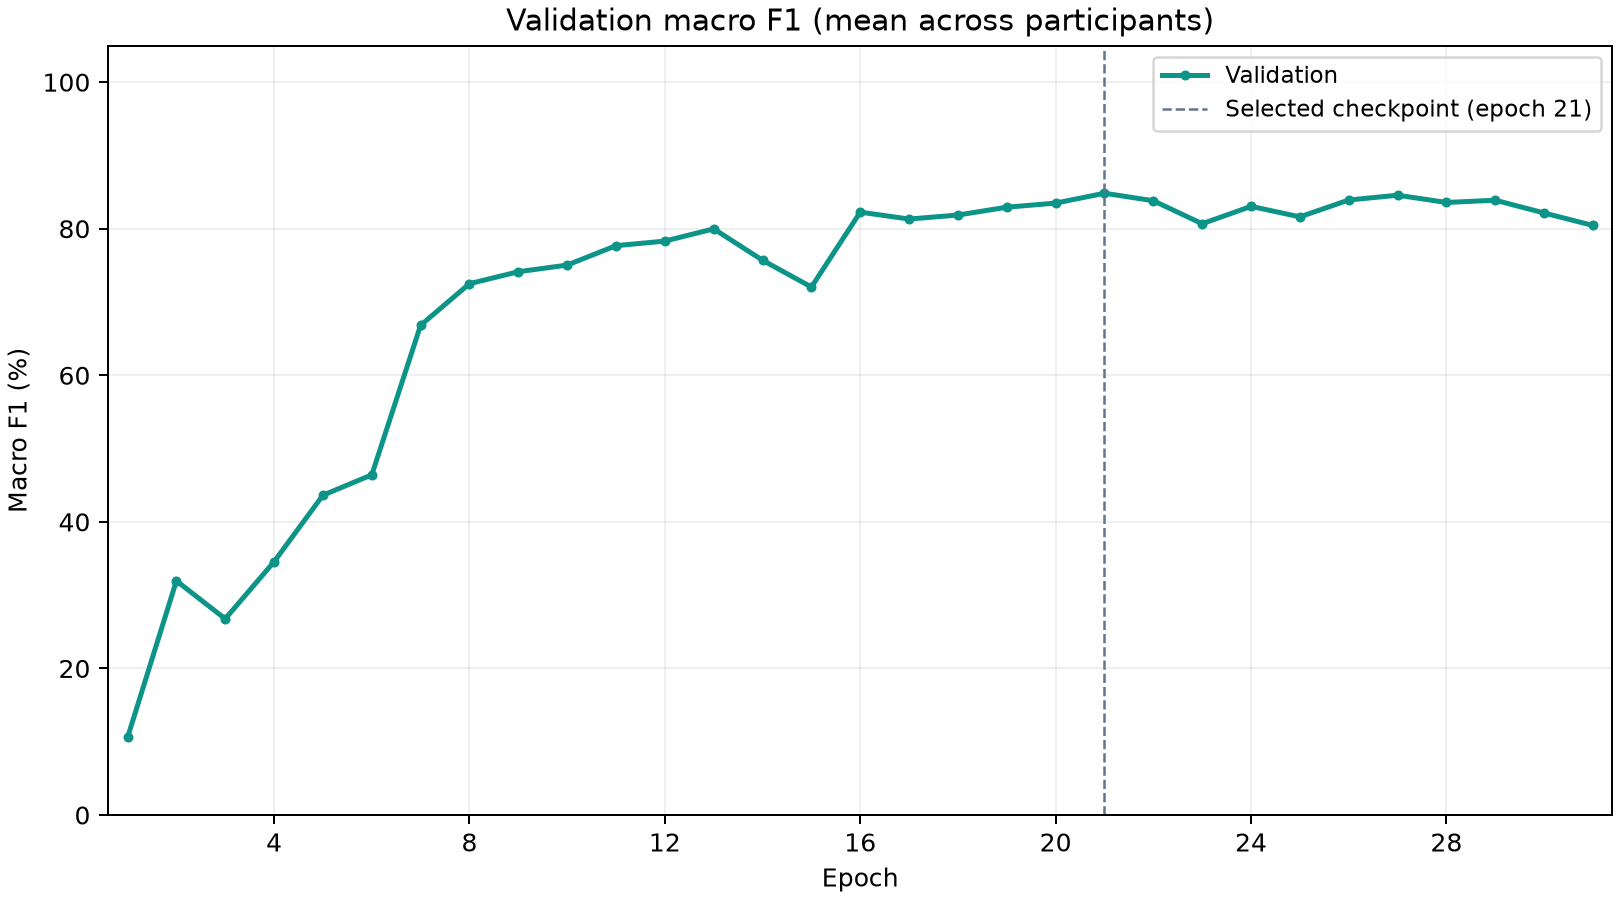 Validation macro F1 (mean across participants)
Validation
Selected checkpoint (epoch 21)
Macro F1 (%)
100
80
60
40
20
0
4 8 12 16 20 24 28
Epoch